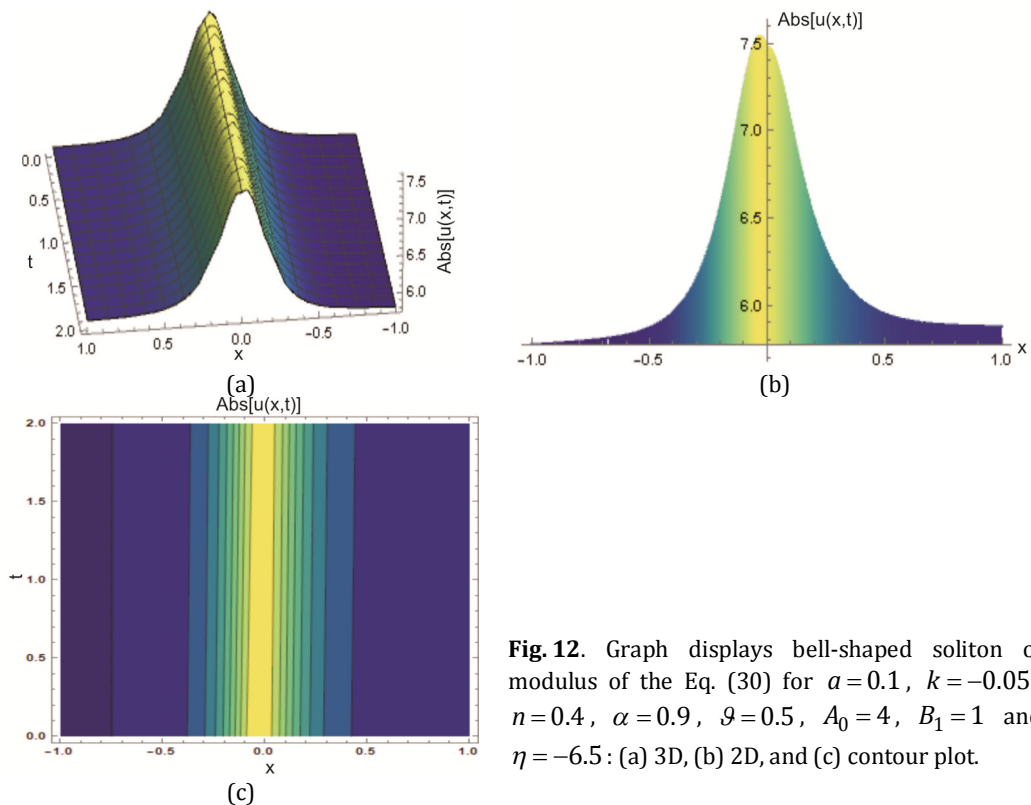 0.0
0.5
1.0
1.5
2.0
t
1.0
0.5
0.0
-0.5
-1.0
x
7.5
7.0
6.5
6.0
Abs[u(x,t)]
(a)
Abs[u(x,t)]
7.5
7.0
6.5
6.0
-1.0
-0.5
0.5
1.0
x
(b)
Abs[u(x,t)]
2.0
1.5
t
1.0
0.5
0.0
-1.0
-0.5
0.0
0.5
1.0
x
(c)
Fig. 12. Graph displays bell-shaped soliton o
modulus of the Eq. (30) for a = 0.1 , k = −0.05
n = 0.4 , α = 0.9 , ϑ = 0.5 , A₀ = 4 , B₁ = 1 an
η = −6.5 : (a) 3D, (b) 2D, and (c) contour plot.